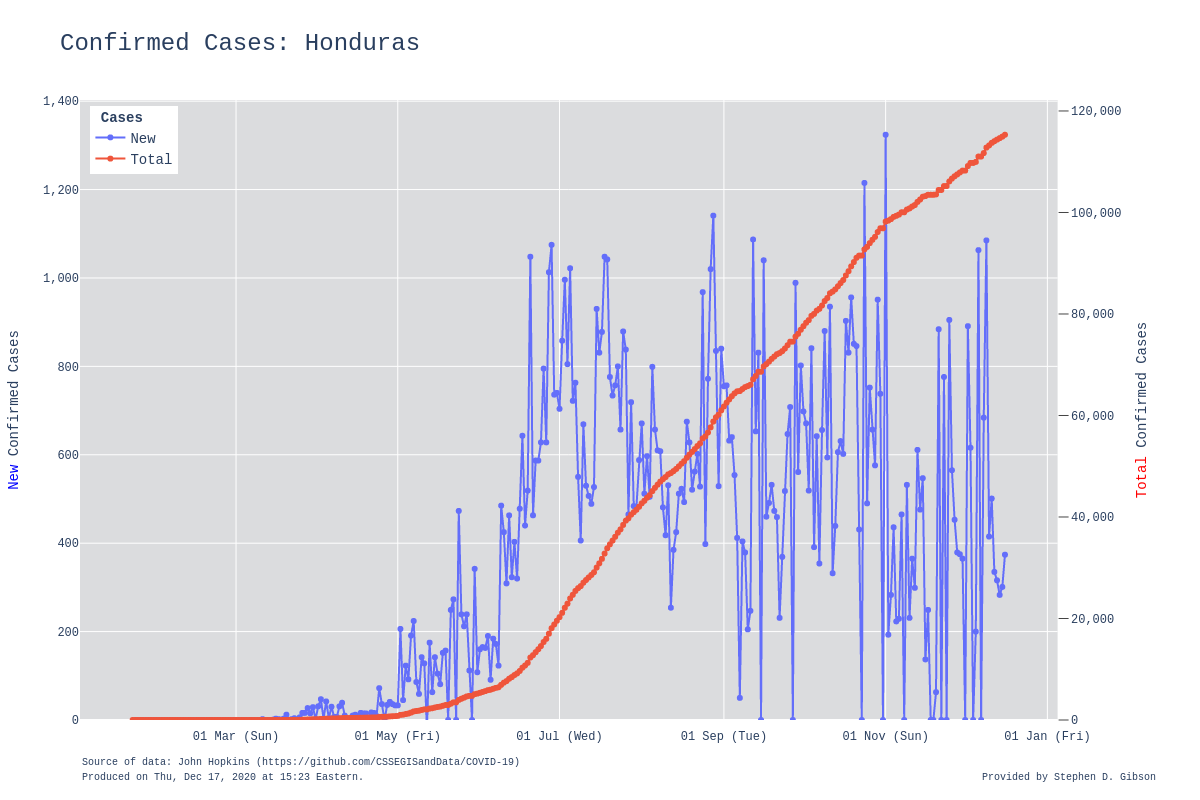 Confirmed Cases: Honduras
Cases
New
Total
1,400
1,200
1,000
800
600
400
200
0
120,000
100,000
80,000
60,000
40,000
20,000
0
New Confirmed Cases
Total Confirmed Cases
01 Mar (Sun)
01 May (Fri)
01 Jul (Wed)
01 Sep (Tue)
01 Nov (Sun)
01 Jan (Fri)
Source of data: John Hopkins (https://github.com/CSSEGISandData/COVID-19)
Produced on Thu, Dec 17, 2020 at 15:23 Eastern.
Provided by Stephen D. Gibson